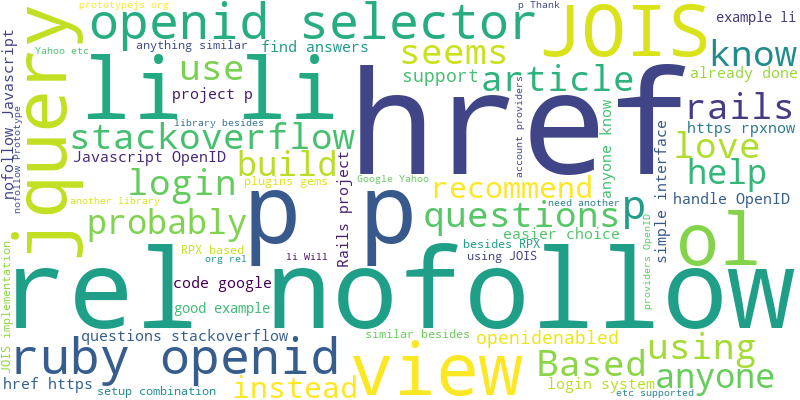 openid selector
JOIS
example li
p Thank
prototypejs org
anything similar
find answers
Yahoo etc
nofollow Javascript
jquery
li li
href
use
seems
know
support
article
already done
project p
library besides
account providers
rails
stackoverflow
https rpxnow
nofollow Prototype
Javascript OpenID
build
love
anyone know
simple interface
login
plugins gems
Google Yahoo
recommend
help
handle OpenID
another library
Rails project
p p
need another
probably
questions
p
easier choice
ol
RPX based
besides RPX
org rel
li Will
using JOIS
rel nofollow
code google
providers OpenID
JOIS implementation
good example
questions stackoverflow
similar besides
openidenabled
using
ruby openid
view
Based
anyone
href https
setup combination
instead
login system
etc supported